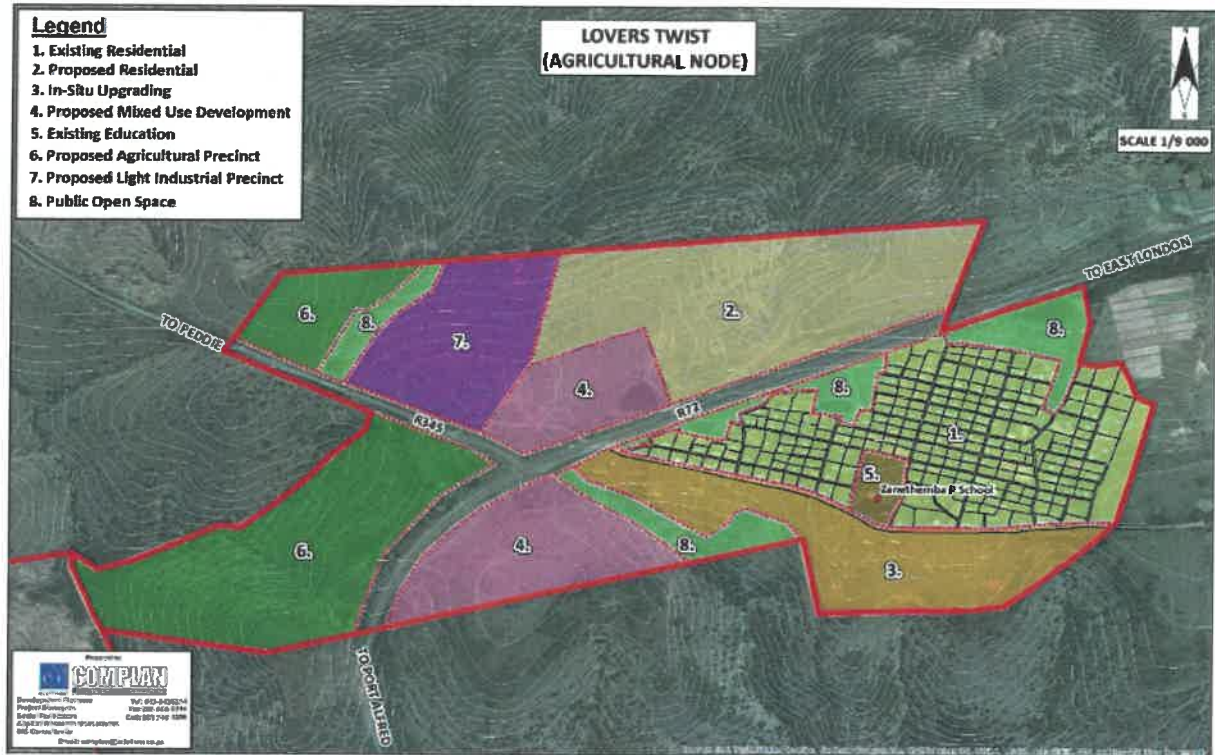 Legend
1. Existing Residential
2. Proposed Residential
3. In-Situ Upgrading
4. Proposed Mixed Use Development
5. Existing Education
6. Proposed Agricultural Precinct
7. Proposed Light Industrial Precinct
8. Public Open Space
LOVERS TWIST
(AGRICULTURAL NODE)
SCALE 1/9 000
TO EAST LONDON
TO PEDDIE
6.
8.
7.
2.
8.
4.
8.
R72
R345
1.
5.
Zanethemba P School
6.
4.
8.
3.
TO PORT ALFRED
COMPLAN